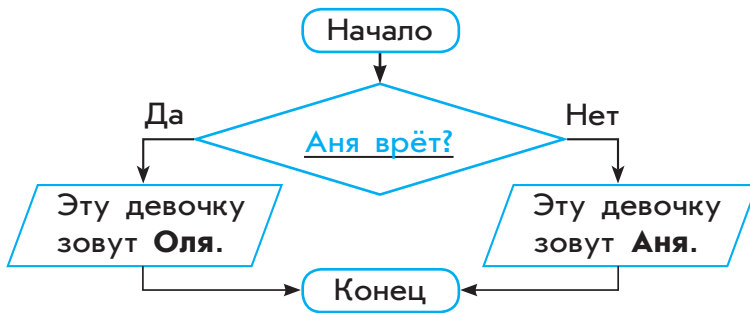 Начало
Да
Нет
Аня врёт?
Эту девочку
зовут Оля.
Эту девочку
зовут Аня.
Конец